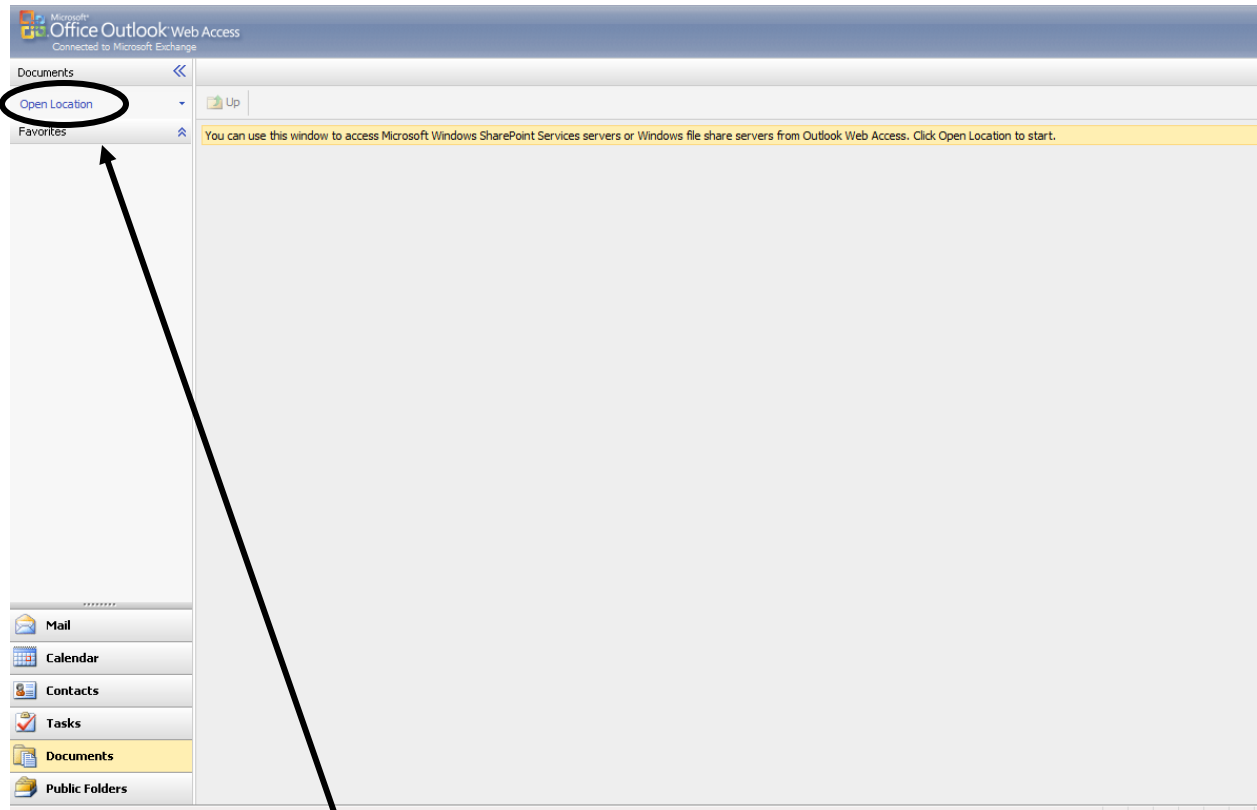 Microsoft®
Office Outlook® Web Access
Connected to Microsoft Exchange
Documents
Open Location
Up
Favorites
You can use this window to access Microsoft Windows SharePoint Services servers or Windows file share servers from Outlook Web Access. Click Open Location to start.
Mail
Calendar
Contacts
Tasks
Documents
Public Folders